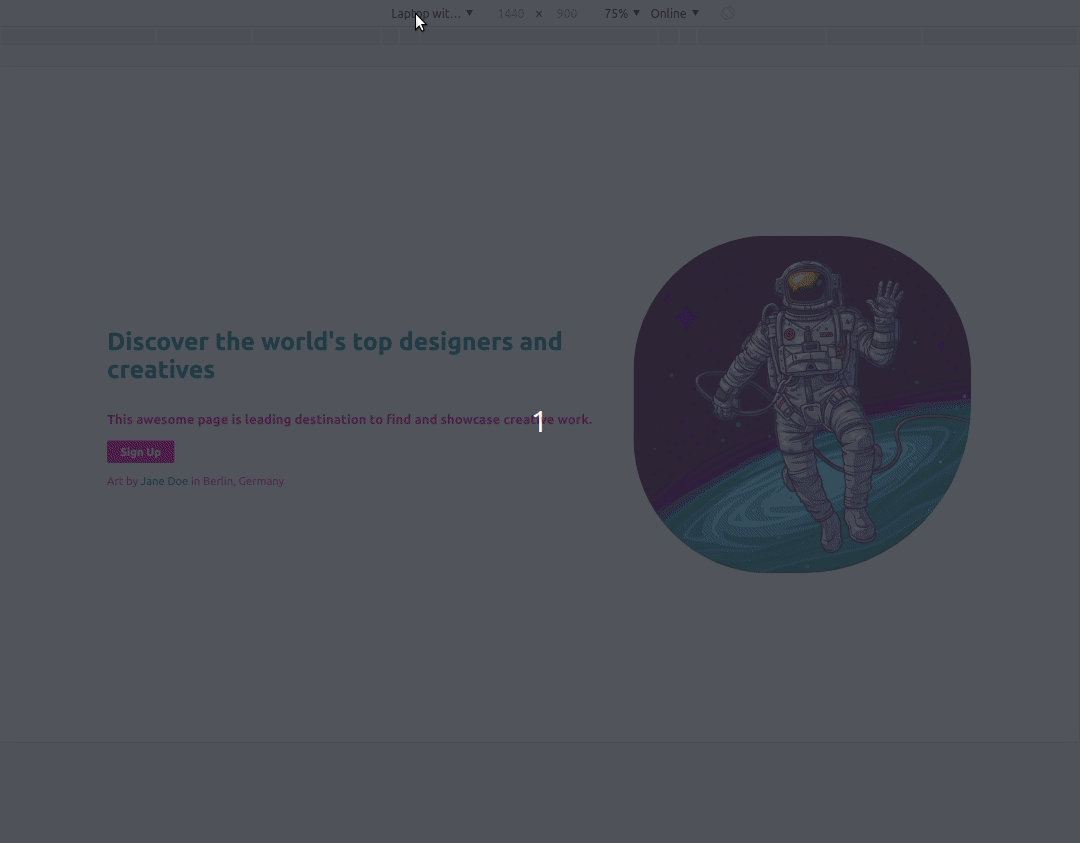 Laptop wit... ▼ 1440 × 900 75% ▼ Online ▼
Discover the world's top designers and
creatives
This awesome page is leading destination to find and showcase creative work.
1
Sign Up
Art by Jane Doe in Berlin, Germany